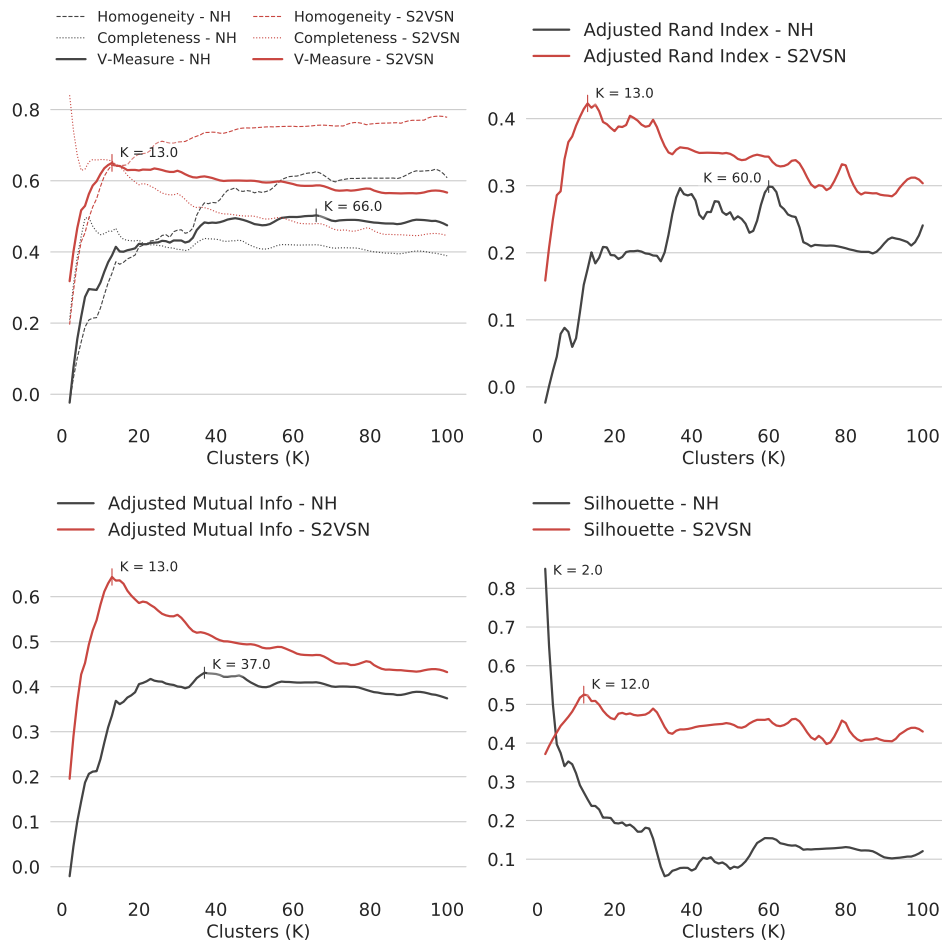 Homogeneity - NH
Completeness - NH
V-Measure - NH
Homogeneity - S2VSN
Completeness - S2VSN
V-Measure - S2VSN
K = 13.0
K = 66.0
0.8
0.6
0.4
0.2
0.0
0 20 40 60 80 100
Clusters (K)
Adjusted Rand Index - NH
Adjusted Rand Index - S2VSN
K = 13.0
K = 60.0
0.4
0.3
0.2
0.1
0.0
0 20 40 60 80 100
Clusters (K)
Adjusted Mutual Info - NH
Adjusted Mutual Info - S2VSN
K = 13.0
K = 37.0
0.6
0.5
0.4
0.3
0.2
0.1
0.0
0 20 40 60 80 100
Clusters (K)
Silhouette - NH
Silhouette - S2VSN
K = 2.0
K = 12.0
0.8
0.7
0.6
0.5
0.4
0.3
0.2
0.1
0 20 40 60 80 100
Clusters (K)